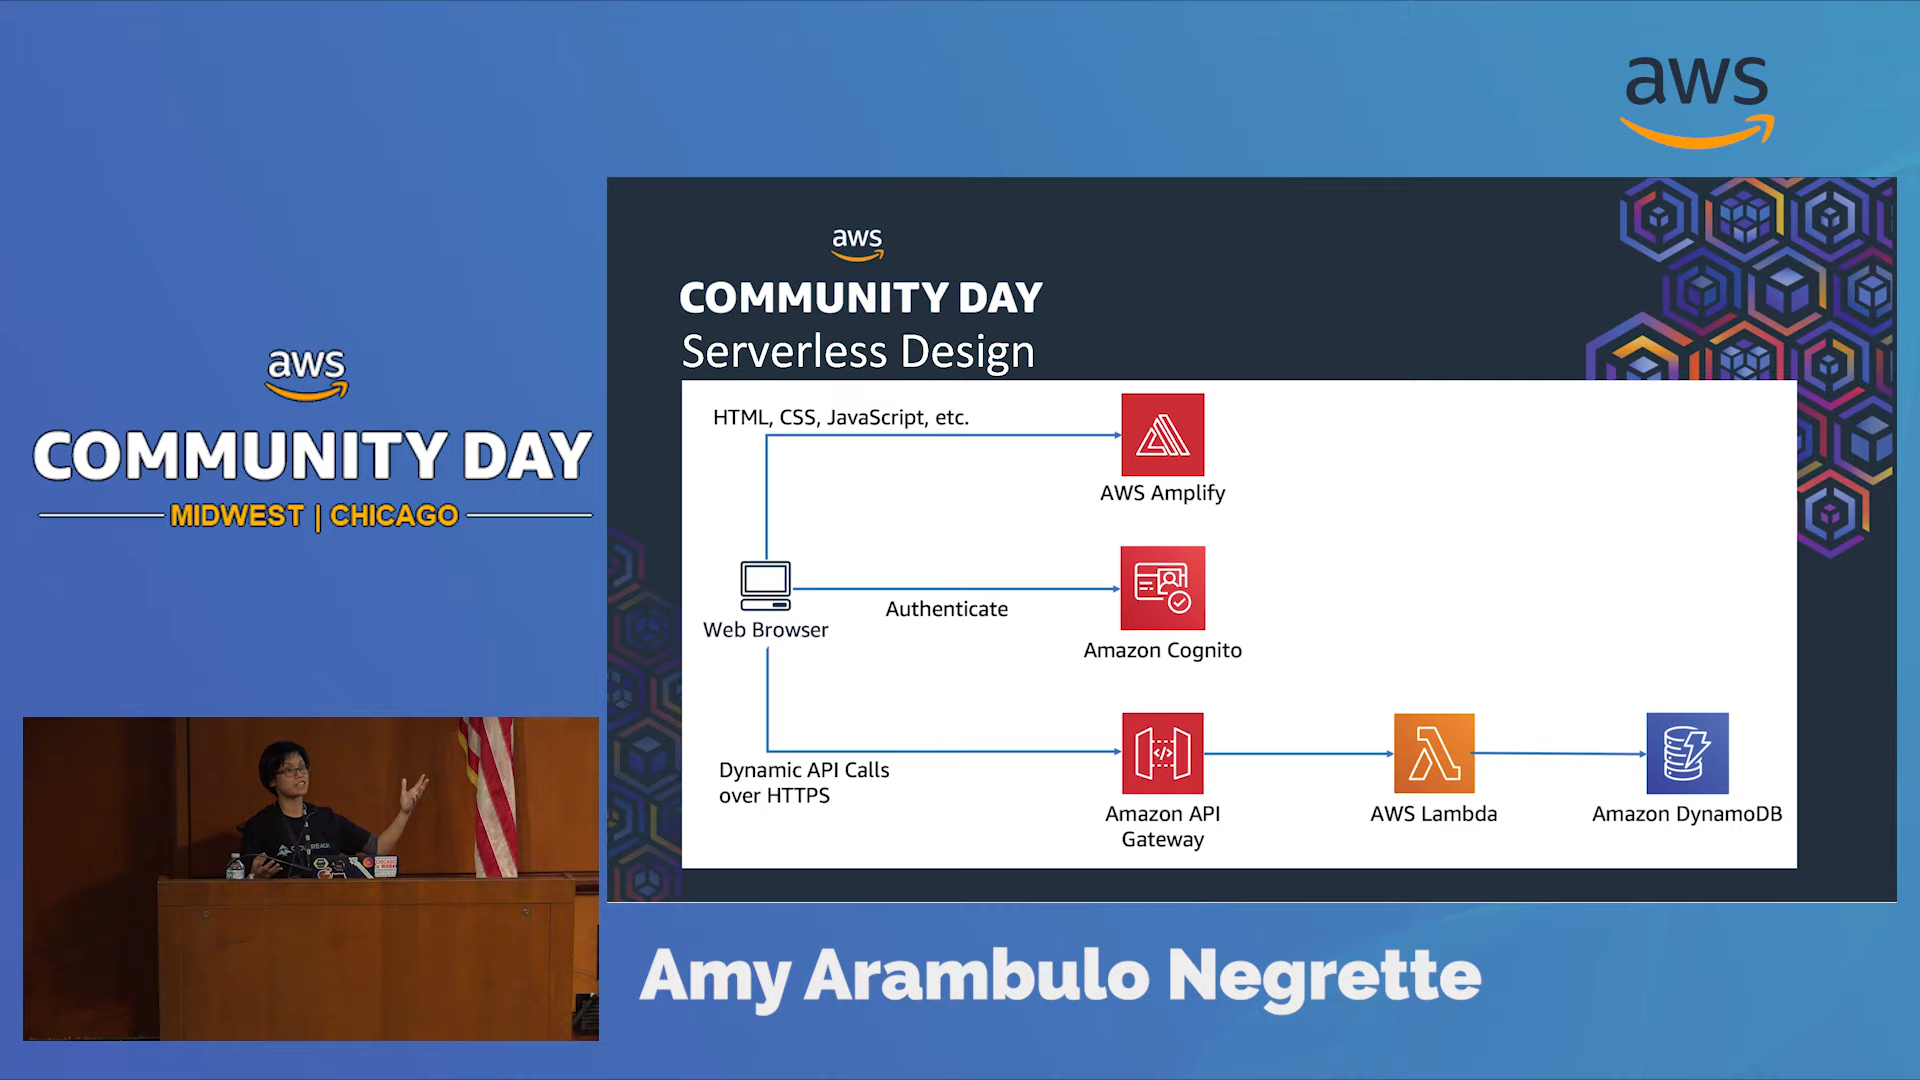 aws
aws
COMMUNITY DAY
MIDWEST | CHICAGO
aws
COMMUNITY DAY
Serverless Design
HTML, CSS, JavaScript, etc.
AWS Amplify
Web Browser
Authenticate
Amazon Cognito
Dynamic API Calls
over HTTPS
Amazon API
Gateway
AWS Lambda
Amazon DynamoDB
Amy Arambulo Negrette